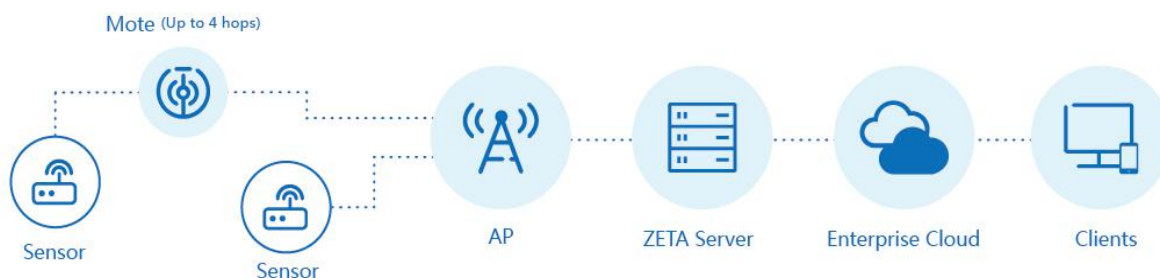 Mote (Up to 4 hops)
Sensor
Sensor
AP
ZETA Server
Enterprise Cloud
Clients